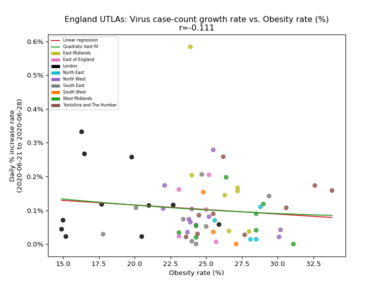 England UTLAs: Virus case-count growth rate vs. Obesity rate (%)
r=-0.111
Linear regression
Quadratic best fit
East Midlands
East of England
London
North East
North West
South East
South West
West Midlands
Yorkshire and The Humber
Daily % increase rate
(2020-06-21 to 2020-06-28)
0.6%
0.5%
0.4%
0.3%
0.2%
0.1%
0.0%
15.0 17.5 20.0 22.5 25.0 27.5 30.0 32.5
Obesity rate (%)